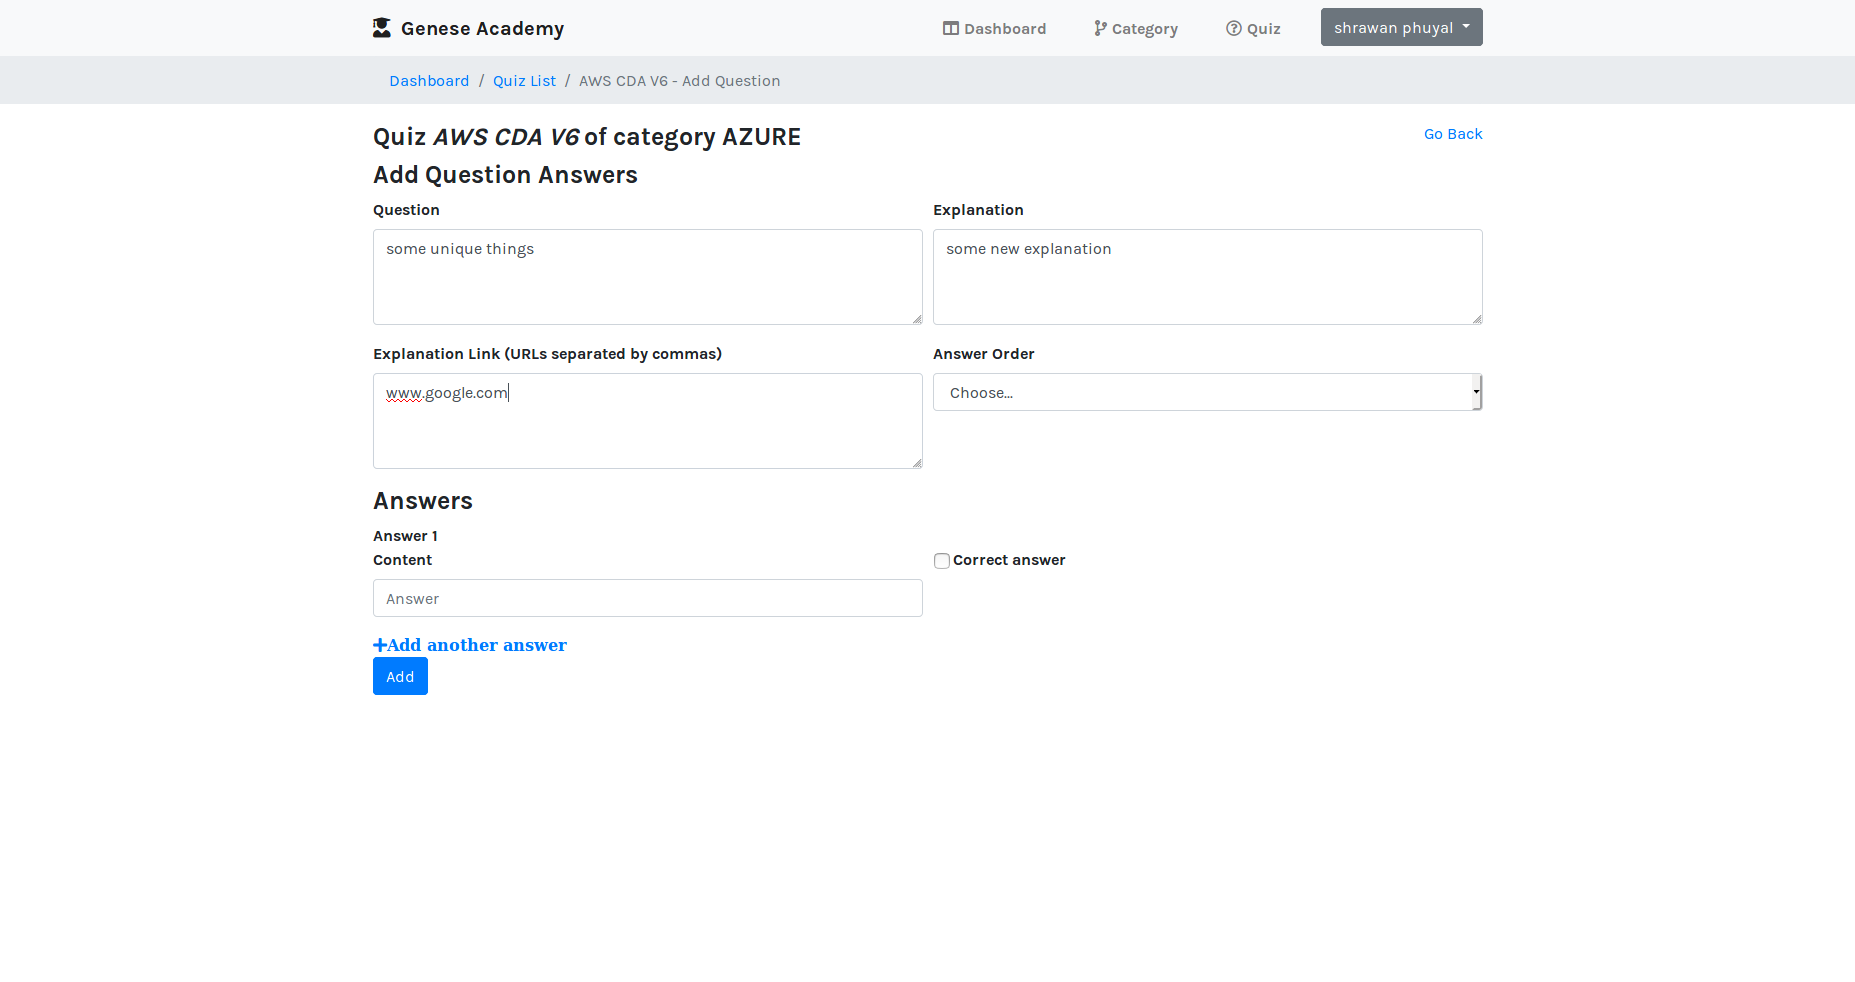 Genese Academy
Dashboard
Category
Quiz
shrawan phuyal
Dashboard / Quiz List / AWS CDA V6 - Add Question
Quiz AWS CDA V6 of category AZURE
Go Back
Add Question Answers
Question
Explanation
some unique things
some new explanation
Explanation Link (URLs separated by commas)
Answer Order
www.google.com
Choose...
Answers
Answer 1
Content
Correct answer
Answer
Add another answer
Add